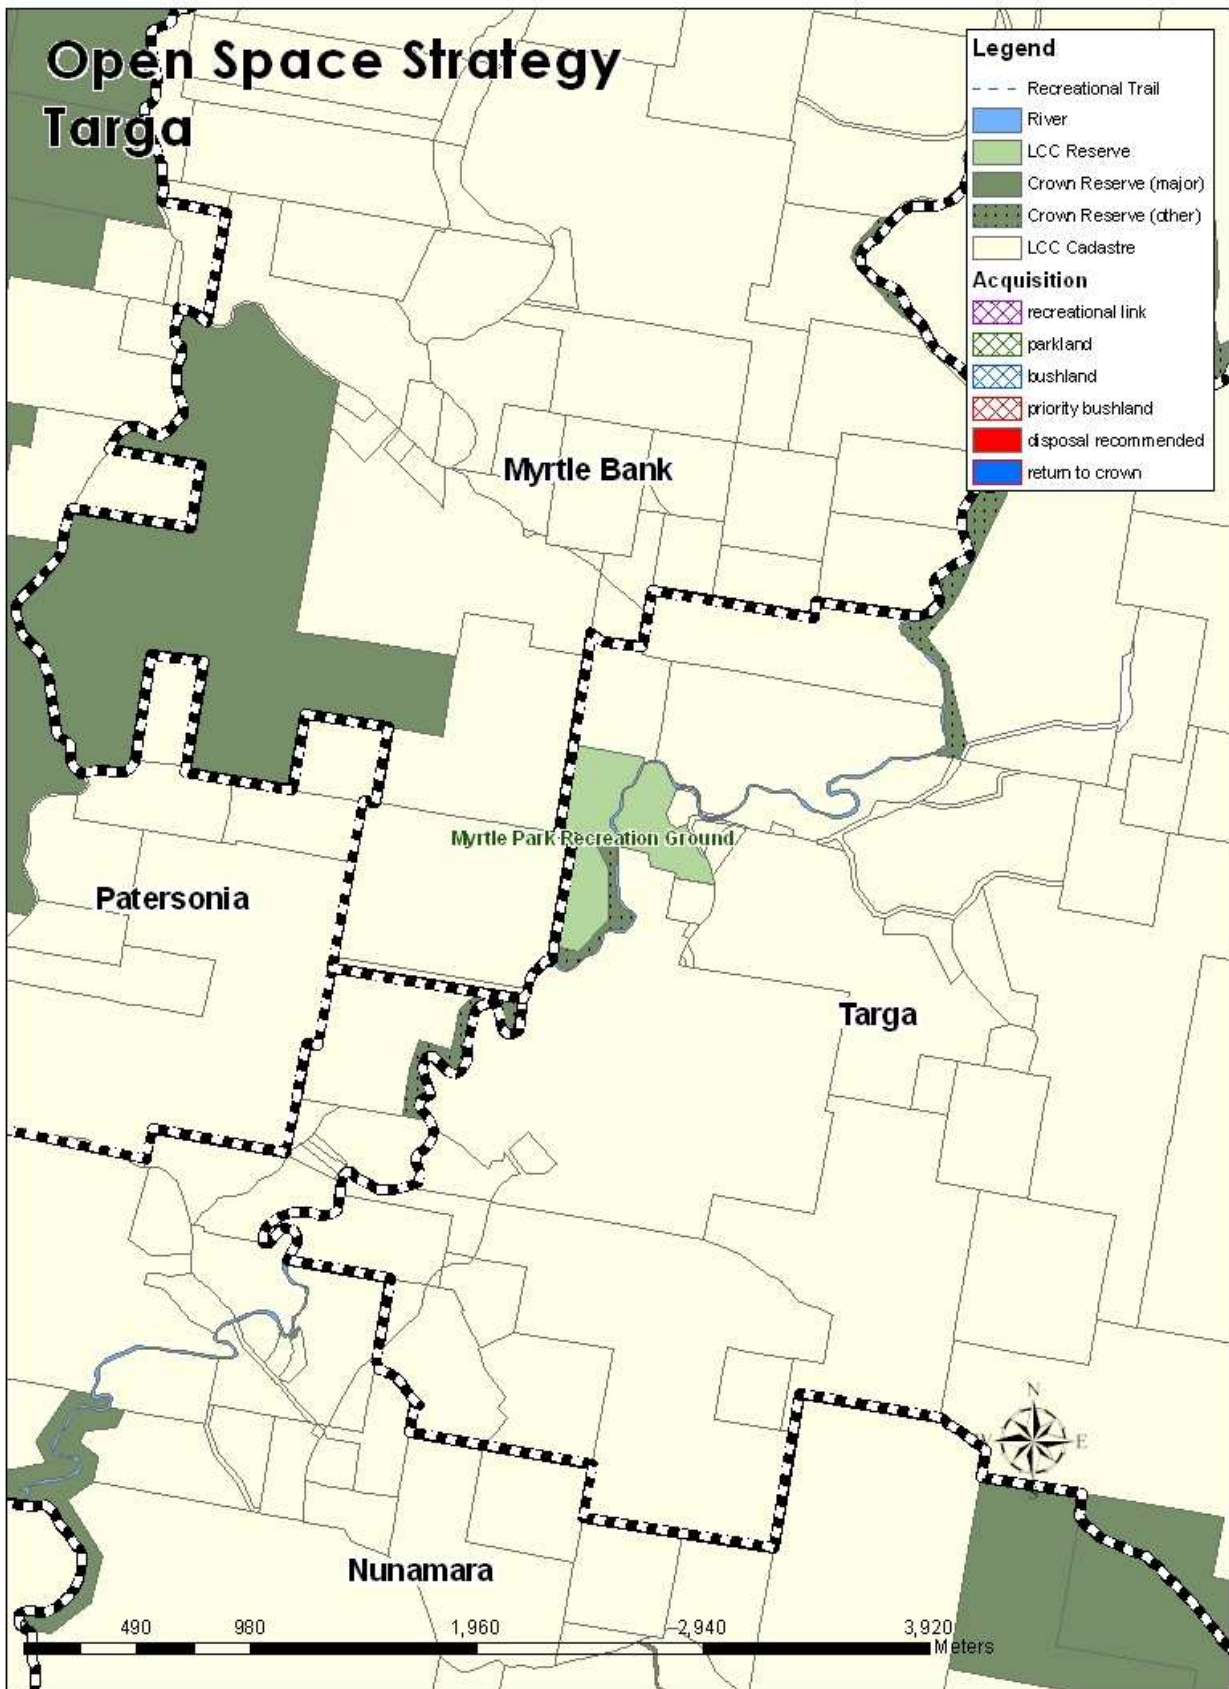 Open Space Strategy
Targa
Legend
Recreational Trail
River
LCC Reserve
Crown Reserve (major)
Crown Reserve (other)
LCC Cadastre
Acquisition
recreational link
parkland
bushland
priority bushland
disposal recommended
return to crown
Myrtle Bank
Myrtle Park Recreation Ground
Patersonia
Targa
N
W E
S
Nunamara
490 980 1,960 2,940 3,920
Meters